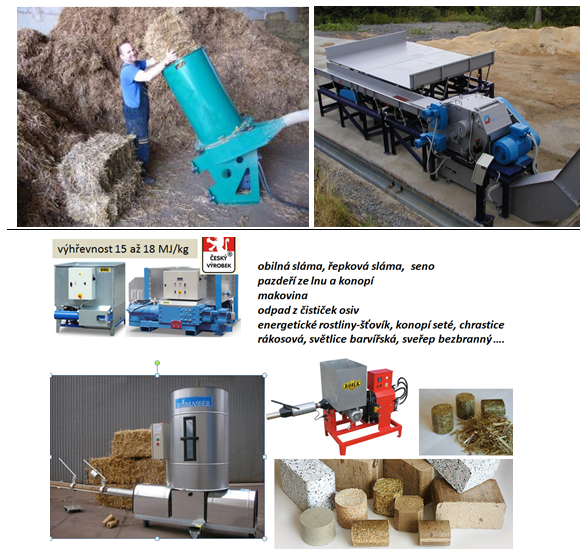 výhřevnost 15 až 18 MJ/kg
ČESKÝ
VÝROBEK
obilná sláma, řepková sláma, seno
pazdeří ze lnu a konopí
makovina
odpad z čističek osiv
energetické rostliny-šťovík, konopí seté, chrastice
rákosová, světlice barvířská, sveřep bezbranný ....